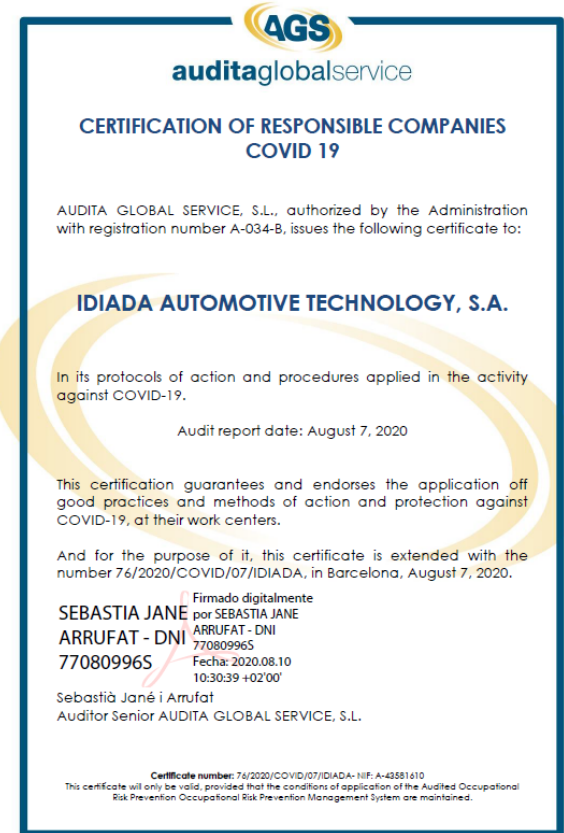 AGS
auditaglobalservice
CERTIFICATION OF RESPONSIBLE COMPANIES
COVID 19
AUDITA GLOBAL SERVICE, S.L., authorized by the Administration
with registration number A-034-B, issues the following certificate to:
IDIADA AUTOMOTIVE TECHNOLOGY, S.A.
In its protocols of action and procedures applied in the activity
against COVID-19.
Audit report date: August 7, 2020
This certification guarantees and endorses the application off
good practices and methods of action and protection against
COVID-19, at their work centers.
And for the purpose of it, this certificate is extended with the
number 76/2020/COVID/07/IDIADA, in Barcelona, August 7, 2020.
SEBASTIA JANE
ARRUFAT - DNI
77080996S
Firmado digitalmente
por SEBASTIA JANE
ARRUFAT - DNI
77080996S
Fecha: 2020.08.10
10:30:39 +02'00'
Sebastià Jané i Arrufat
Auditor Senior AUDITA GLOBAL SERVICE, S.L.
Certificate number: 76/2020/COVID/07/IDIADA- NIF: A-43581610
This certificate will only be valid, provided that the conditions of application of the Audited Occupational
Risk Prevention Occupational Risk Prevention Management System are maintained.